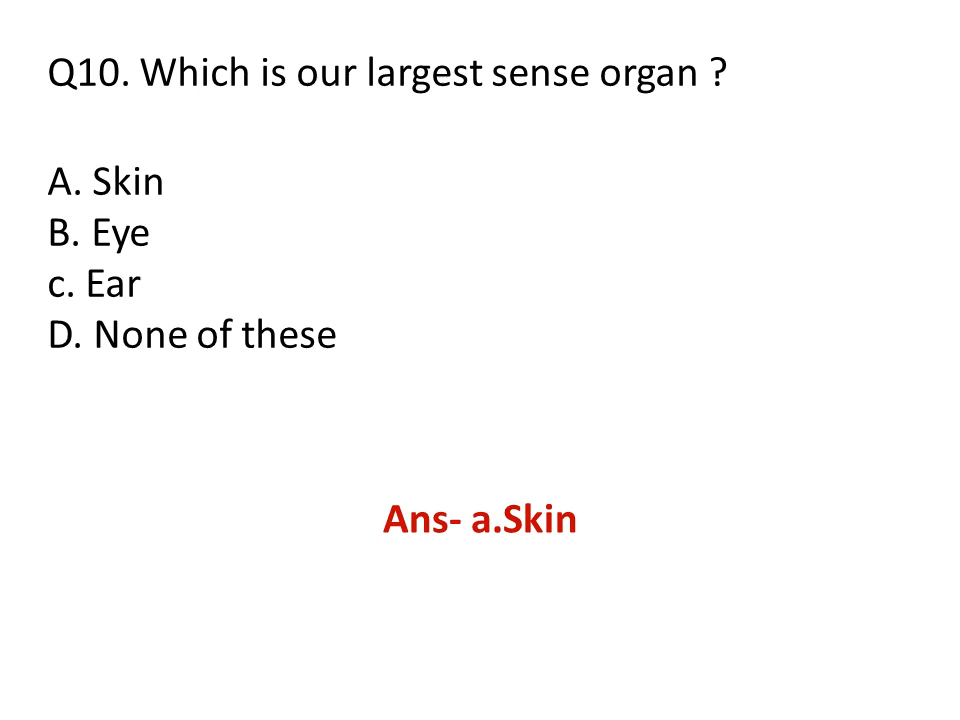 Q10. Which is our largest sense organ ?
A. Skin
B. Eye
c. Ear
D. None of these
Ans- a.Skin